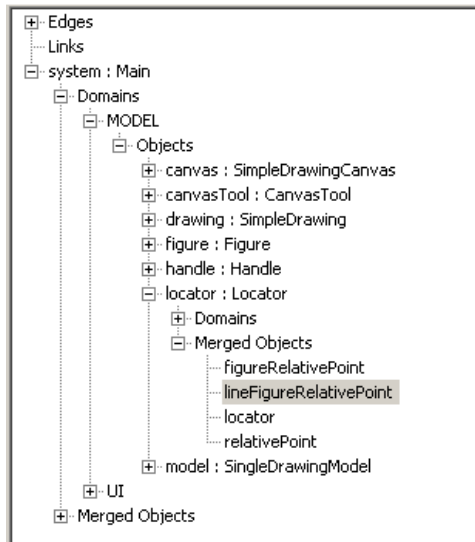 Edges
Links
system : Main
Domains
MODEL
Objects
canvas : SimpleDrawingCanvas
canvasTool : CanvasTool
drawing : SimpleDrawing
figure : Figure
handle : Handle
locator : Locator
Domains
Merged Objects
figureRelativePoint
lineFigureRelativePoint
locator
relativePoint
model : SingleDrawingModel
UI
Merged Objects